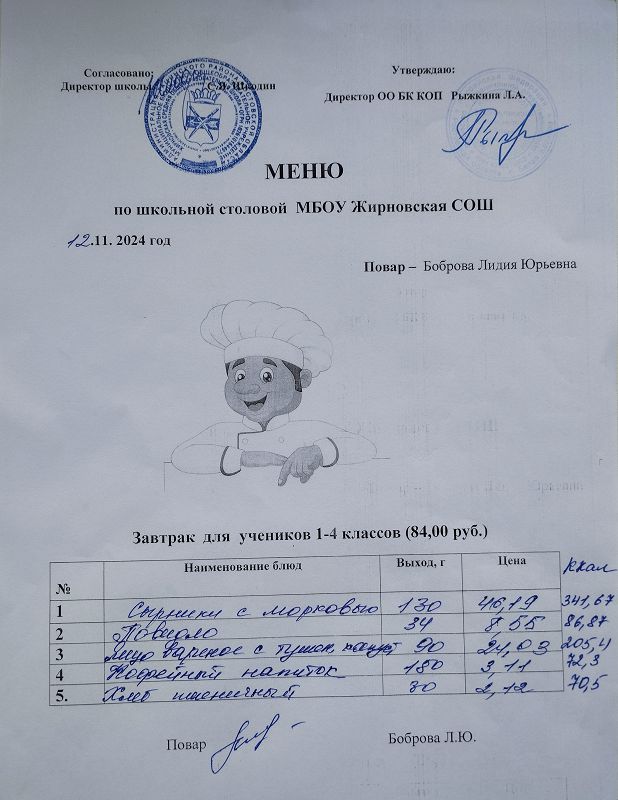 Согласовано: Утверждаю:
Директор школы С.В. Шкодин
Директор ОО БК КОП Рыжкина Л.А.
МЕНЮ
по школьной столовой МБОУ Жирновская СОШ
12.11. 2024 год
Повар – Боброва Лидия Юрьевна
Завтрак для учеников 1-4 классов (84,00 руб.)
№ Наименование блюд Выход, г Цена ккал
1 Сырники с морковью 130 46,19 341,67
2 Повидло 34 8 55 86,87
3 Яйцо вареное с тушен. капуст 90 24,03 205,4
4 Кофейный напиток 180 3,11 72,3
5. Хлеб пшеничный 30 2,12 70,5
Повар Боброва Л.Ю.